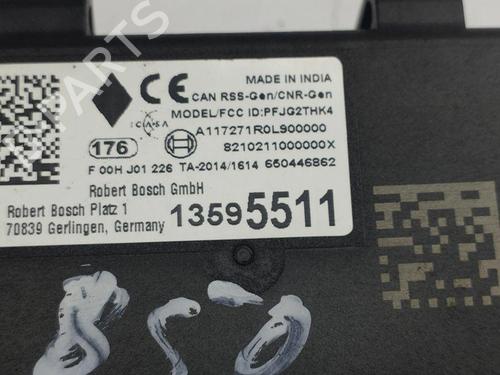 MADE IN INDIA
CAN RSS-Gen/CNR-Gen
MODEL/FCC ID:PFJG2THK4
ICASA
A117271R0L900000
176
8210211000000X
F 00H J01 226 TA-2014/1614 650446862
Robert Bosch GmbH
Robert Bosch Platz 1
70839 Gerlingen, Germany
13595511